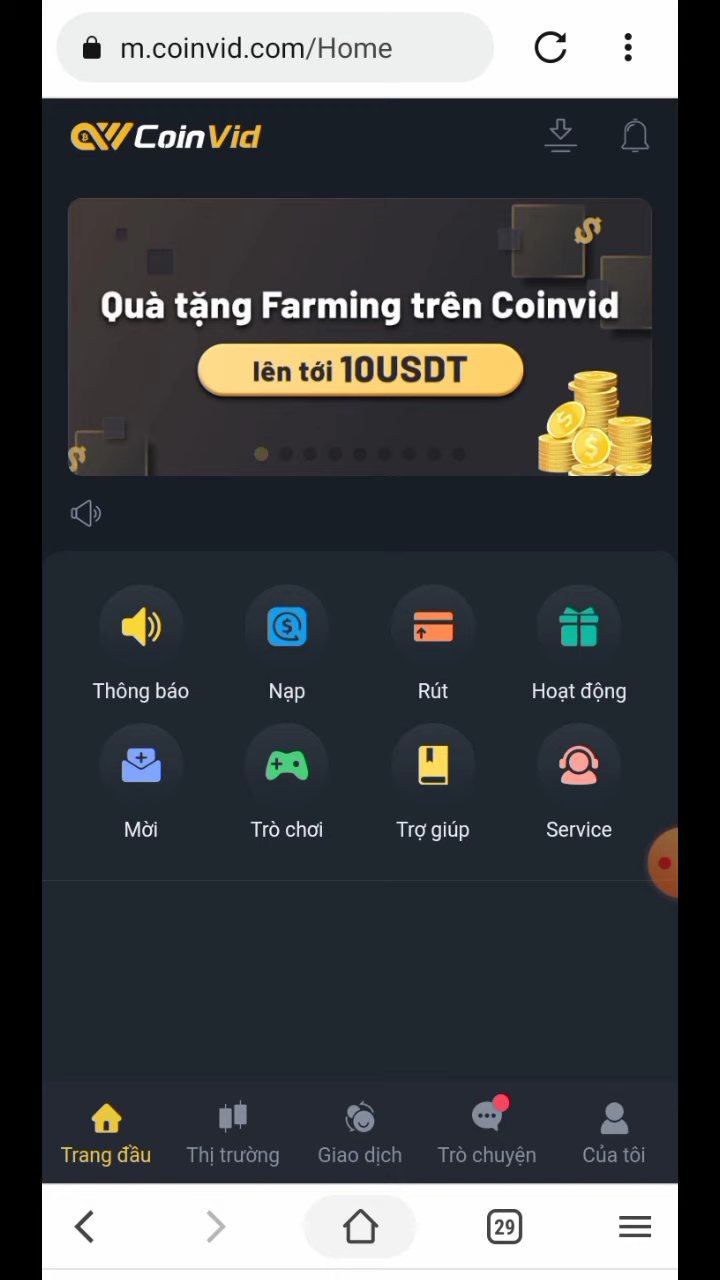 m.coinvid.com/Home
CoinVid
Quà tặng Farming trên Coinvid
lên tới 10USDT
Thông báo
Nạp
Rút
Hoạt động
Mời
Trò chơi
Trợ giúp
Service
Trang đầu
Thị trường
Giao dịch
Trò chuyện
Của tôi
29